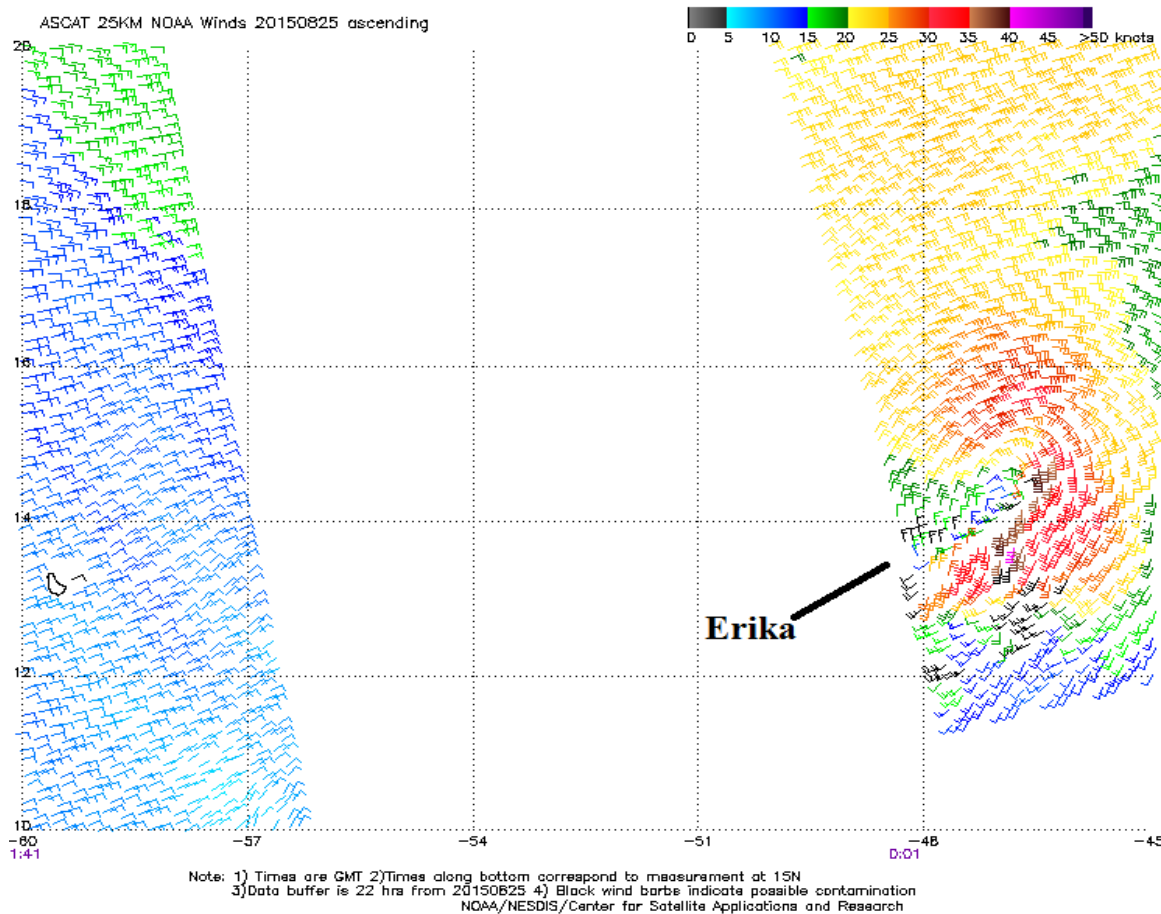 ASCAT 25KM NOAA Winds 20150825 ascending
0 5 10 15 20 25 30 35 40 45 >50 knots
20
18
16
14
Erika
12
10
-60 -57 -54 -51 -48 -45
1:41 0:01
Note: 1) Times are GMT 2)Times along bottom correspond to measurement at 15N
3)Data buffer is 22 hrs from 20150825 4) Black wind barbs indicate possible contamination
NOAA/NESDIS/Center for Satellite Applications and Research